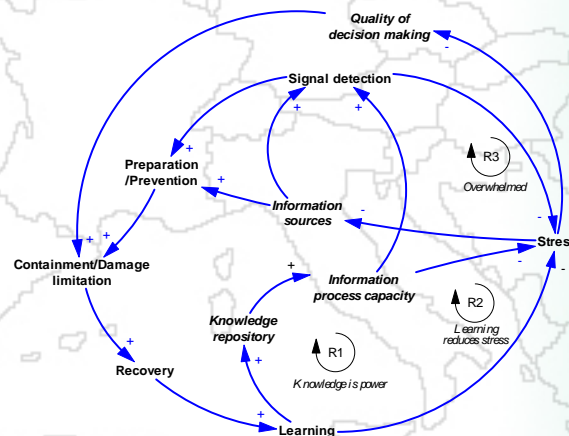 Quality of
decision making
-
Signal detection
+
+
+
Preparation
/Prevention
+
R3
Overwhelmed
Information
sources
-
-
Stress
-
-
+
+
Containment/Damage
limitation
Information
process capacity
+
R2
Learning
reduces stress
Knowledge
repository
R1
Knowledge is power
+
+
Recovery
+
Learning